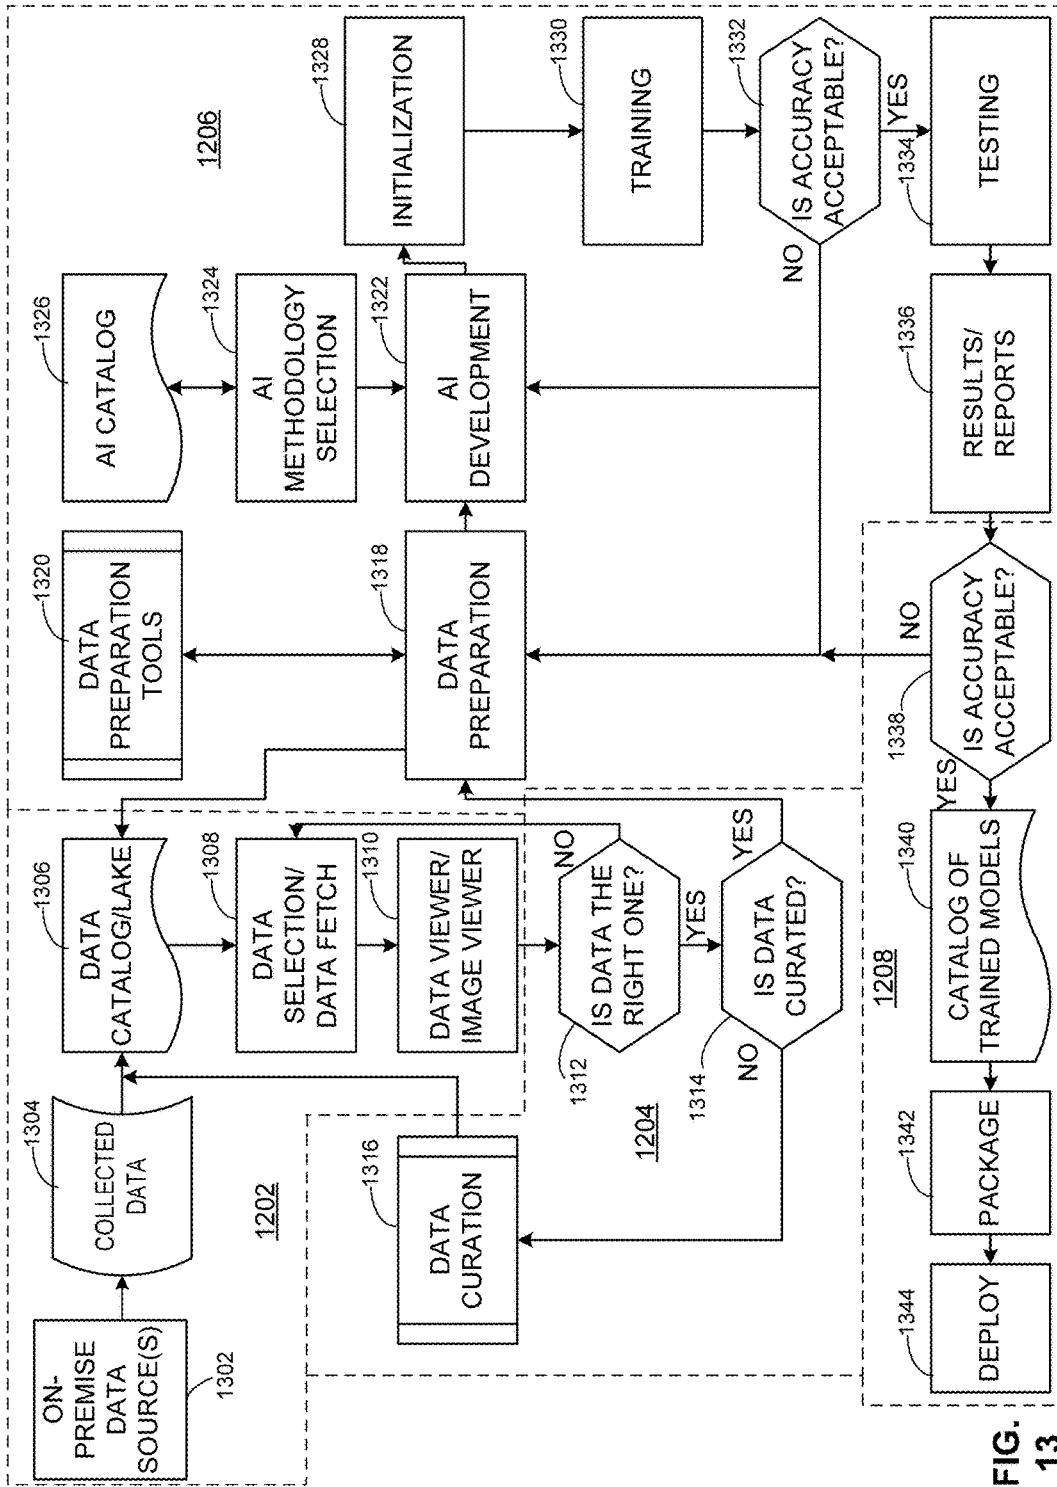 1302
ON-
PREMISE
DATA
SOURCE(S)
1304
COLLECTED
DATA
1202
1306
DATA
CATALOG/LAKE
1308
DATA
SELECTION/
DATA FETCH
1310
DATA VIEWER/
IMAGE VIEWER
1312
IS DATA THE
RIGHT ONE?
NO
YES
1314
IS DATA
CURATED?
NO
YES
1316
DATA
CURATION
1204
1320
DATA
PREPARATION
TOOLS
1318
DATA
PREPARATION
1326
AI CATALOG
1324
AI
METHODOLOGY
SELECTION
1322
AI
DEVELOPMENT
1206
1328
INITIALIZATION
1330
TRAINING
1332
IS ACCURACY
ACCEPTABLE?
NO
YES
1334
TESTING
1336
RESULTS/
REPORTS
1338
IS ACCURACY
ACCEPTABLE?
NO
YES
1208
1340
CATALOG OF
TRAINED MODELS
1342
PACKAGE
1344
DEPLOY
FIG.
13